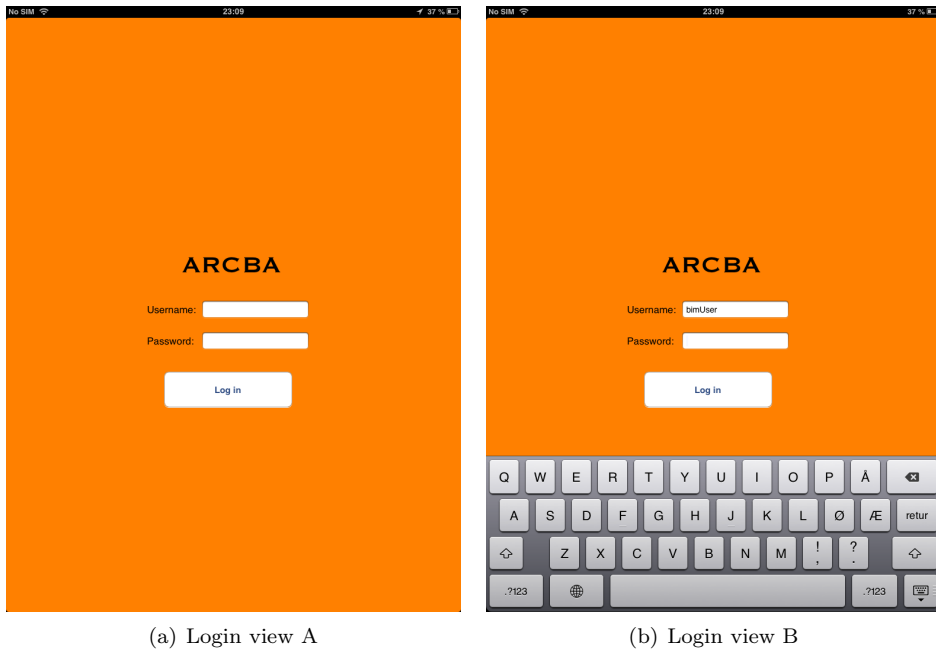 No SIM 23:09 37 %
ARCBA
Username:
Password:
Log in
(a) Login view A
No SIM 23:09 37 %
ARCBA
Username: bimUser
Password:
Log in
Q W E R T Y U I O P Å
A S D F G H J K L Ø Æ retur
Z X C V B N M ! , ? .
.?123 .?123
(b) Login view B